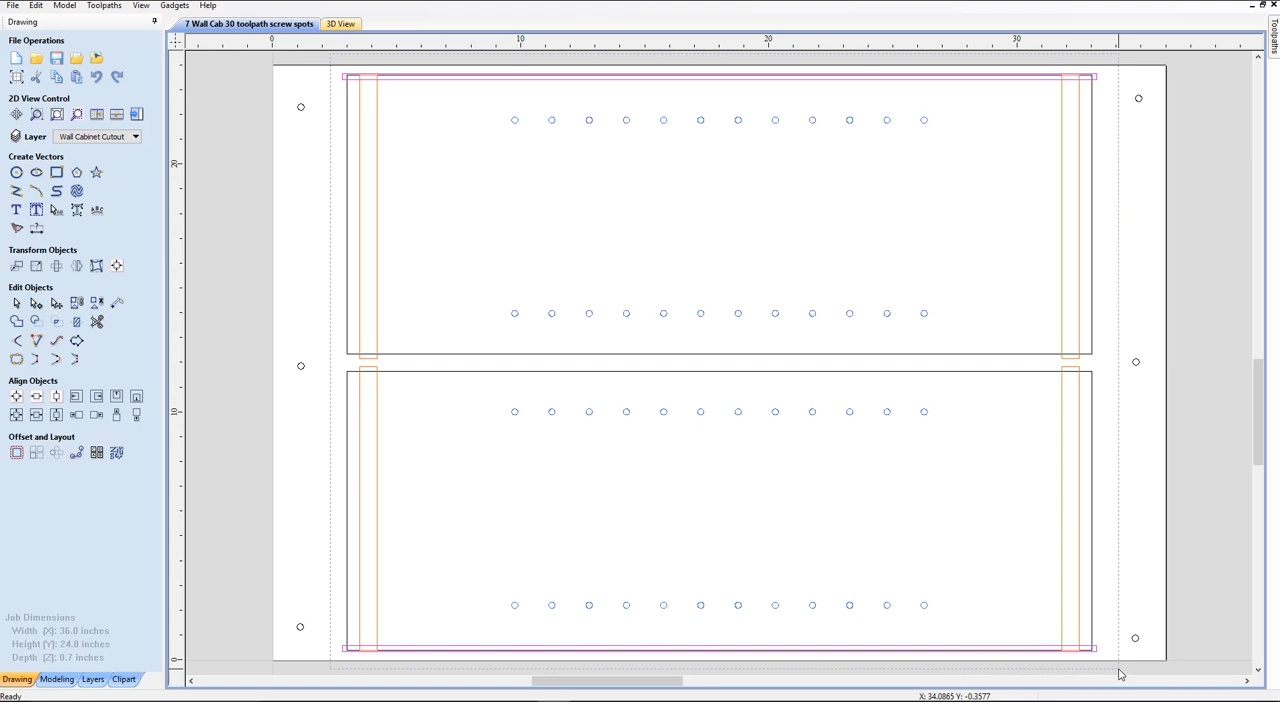 File Edit Model Toolpaths View Gadgets Help
Drawing
7 Wall Cab 30 toolpath screw spots
3D View
Toolpaths
File Operations
0 10 20 30
2D View Control
Layer Wall Cabinet Cutout
Create Vectors
20
Transform Objects
Edit Objects
Align Objects
10
Offset and Layout
Job Dimensions
Width (X): 36.0 inches
Height (Y): 24.0 inches
Depth (Z): 0.7 inches
0
Drawing Modeling Layers Clipart
Ready
X: 34.0865 Y: -0.3577